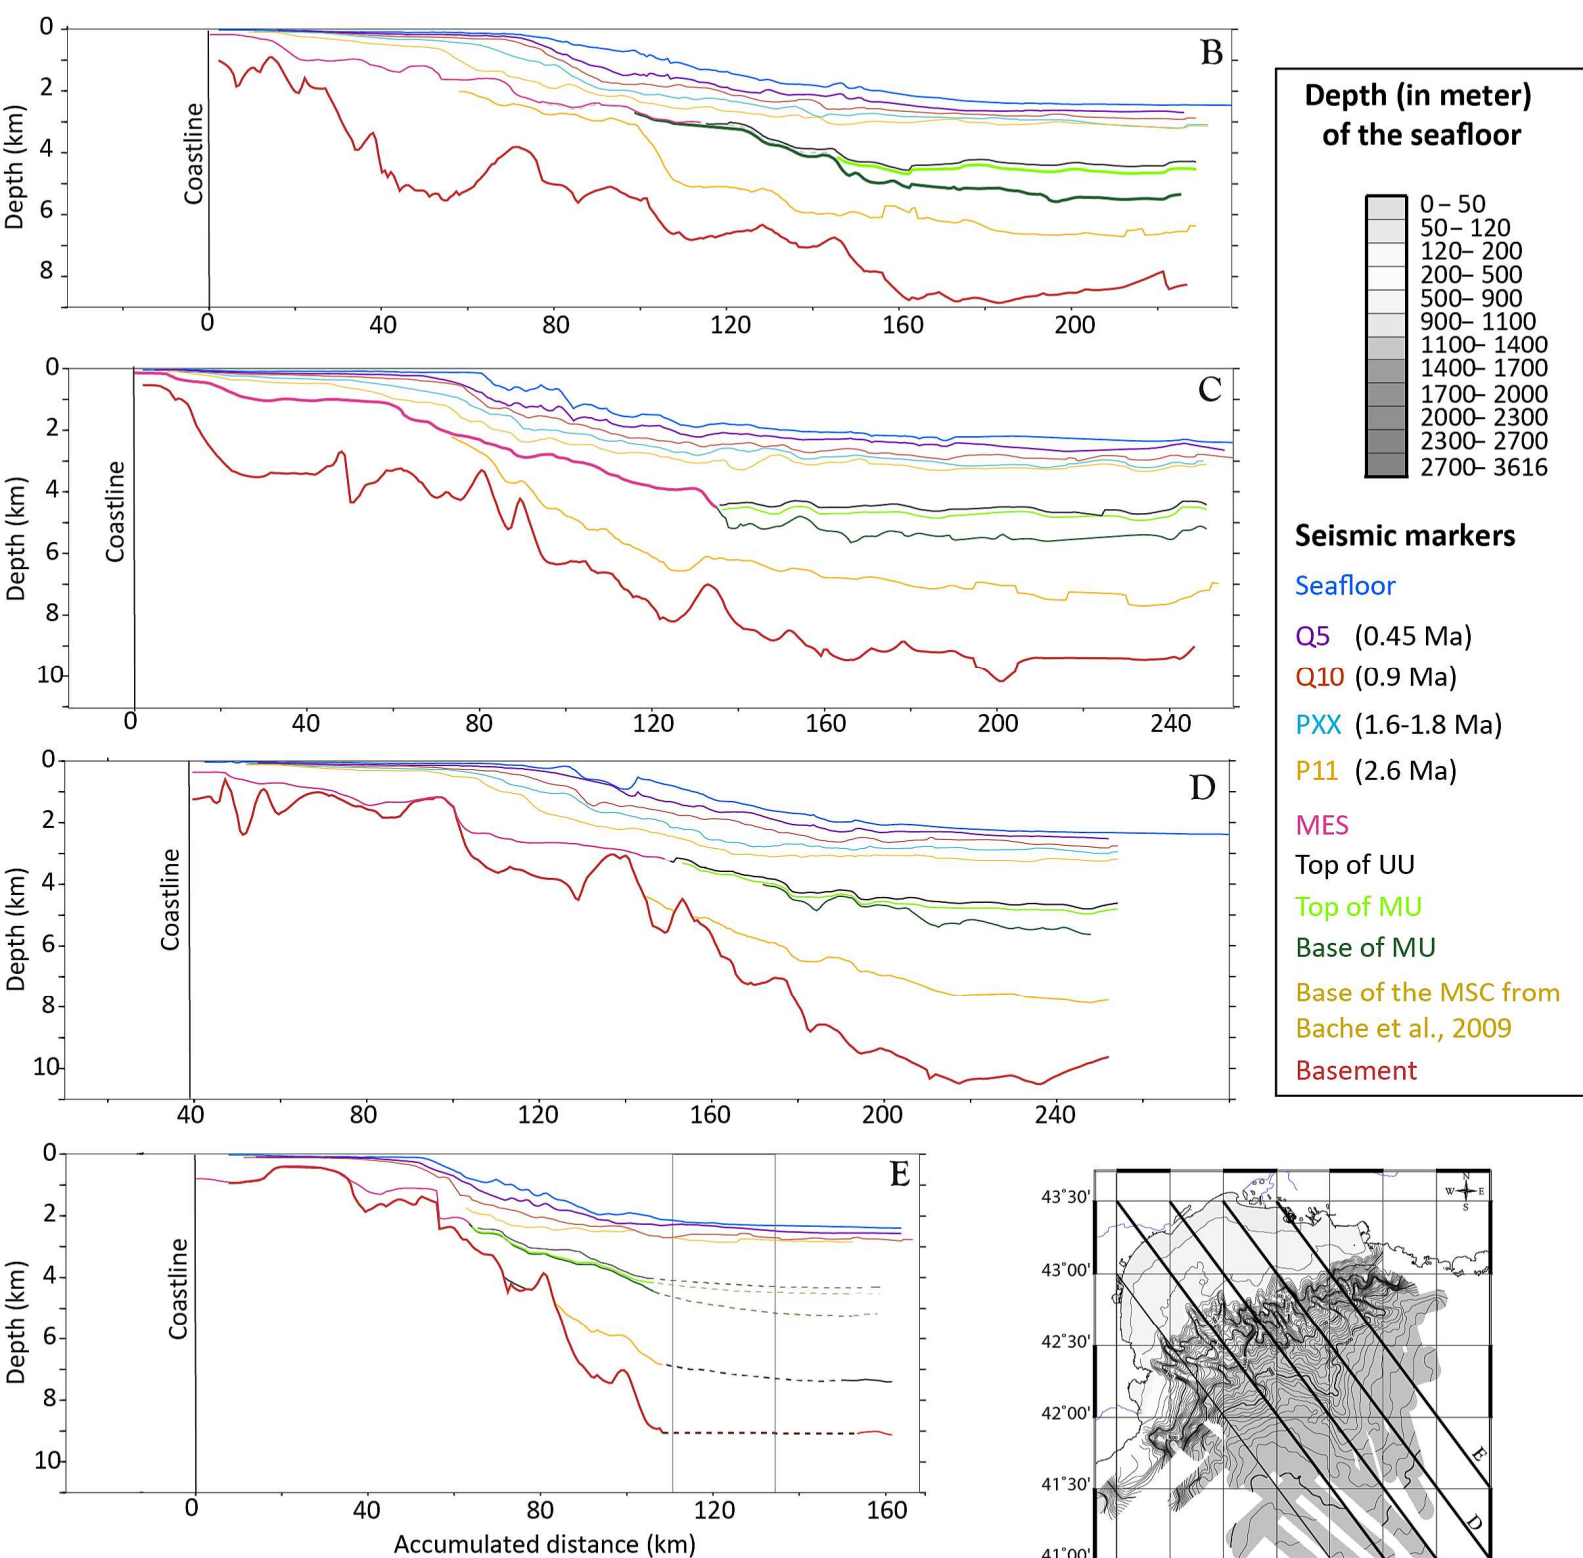 B
0
2
4
6
8
Depth (km)
Coastline
0 40 80 120 160 200
C
0
2
4
6
8
10
Depth (km)
Coastline
0 40 80 120 160 200 240
D
0
2
4
6
8
10
Depth (km)
Coastline
40 80 120 160 200 240
E
0
2
4
6
8
10
Depth (km)
Coastline
0 40 80 120 160
Accumulated distance (km)
Depth (in meter)
of the seafloor
0 – 50
50 – 120
120 – 200
200 – 500
500 – 900
900 – 1100
1100 – 1400
1400 – 1700
1700 – 2000
2000 – 2300
2300 – 2700
2700 – 3616
Seismic markers
Seafloor
Q5 (0.45 Ma)
Q10 (0.9 Ma)
PXX (1.6-1.8 Ma)
P11 (2.6 Ma)
MES
Top of UU
Top of MU
Base of MU
Base of the MSC from
Bache et al., 2009
Basement
N
W E
S
43°30'
43°00'
42°30'
42°00'
41°30'
41°00'
E
D